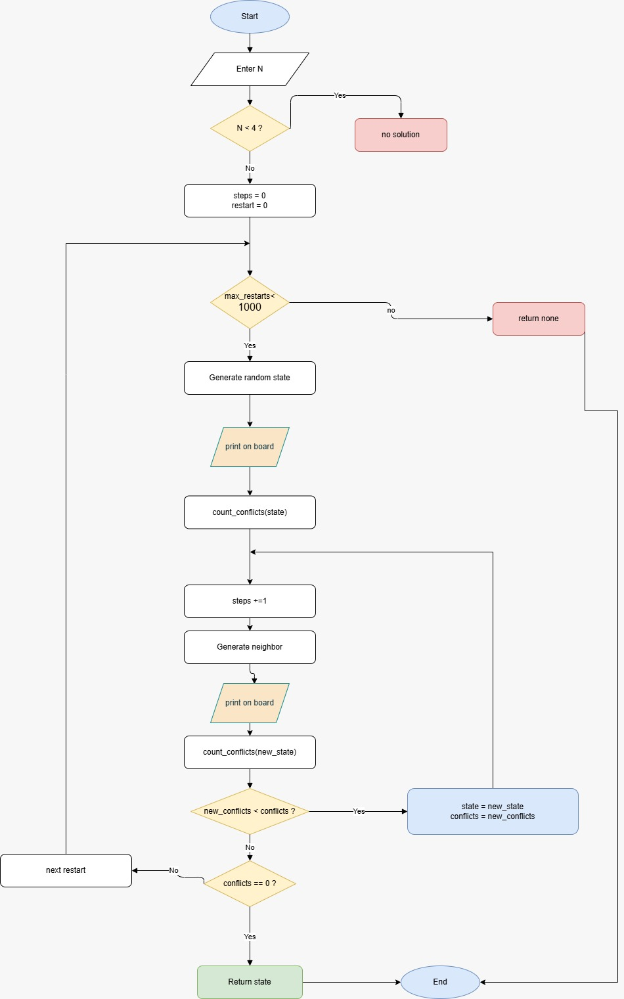 Start
Enter N
Yes
N < 4 ?
no solution
No
steps = 0
restart = 0
max_restarts<
1000
no
return none
Yes
Generate random state
print on board
count_conflicts(state)
steps +=1
Generate neighbor
print on board
count_conflicts(new_state)
new_conflicts < conflicts ?
Yes
state = new_state
conflicts = new_conflicts
No
next restart
No
conflicts == 0 ?
Yes
Return state
End